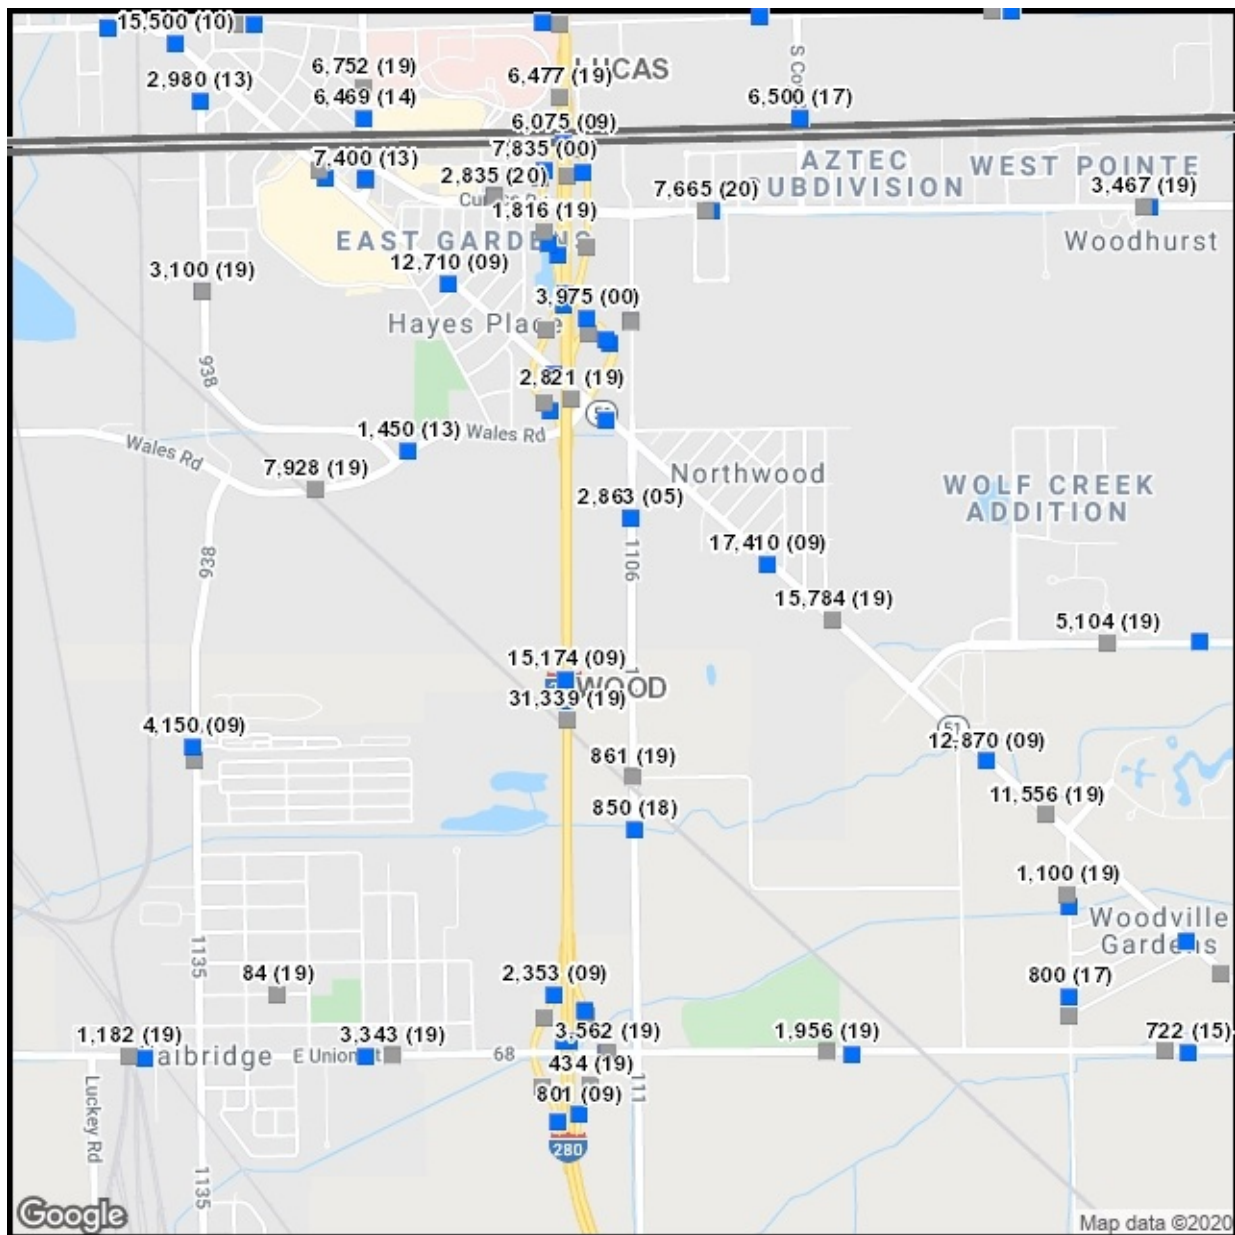 15,500 (10)
LUCAS
6,752 (19)
6,477 (19)
2,980 (13)
6,469 (14)
6,500 (17)
6,075 (09)
7,835 (00)
7,400 (13)
2,835 (20)
AZTEC
SUBDIVISION
WEST POINTE
7,665 (20)
3,467 (19)
1,816 (19)
EAST GARDENS
Woodhurst
12,710 (09)
3,100 (19)
3,975 (00)
Hayes Place
938
2,821 (19)
51
1,450 (13)
Wales Rd
Wales Rd
7,928 (19)
Northwood
WOLF CREEK
ADDITION
2,863 (05)
17,410 (09)
938
1106
15,784 (19)
5,104 (19)
15,174 (09)
WOOD
31,339 (19)
4,150 (09)
51
12,870 (09)
861 (19)
11,556 (19)
850 (18)
1,100 (19)
Woodville
Gardens
1135
84 (19)
2,353 (09)
800 (17)
1,182 (19)
3,343 (19)
3,562 (19)
1,956 (19)
722 (15)
E Union St
68
434 (19)
801 (09)
Luckey Rd
111
280
1135
Google
Map data ©2020